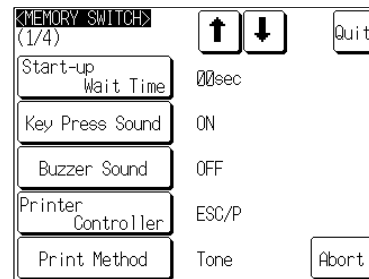 <MEMORY SWITCH>
(1/4)
Quit
Start-up
Wait Time
00sec
Key Press Sound
ON
Buzzer Sound
OFF
Printer
Controller
ESC/P
Print Method
Tone
Abort